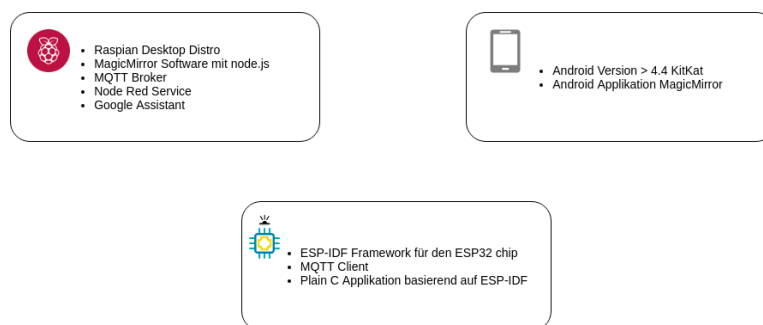 Raspian Desktop Distro
MagicMirror Software mit node.js
MQTT Broker
Node Red Service
Google Assistant
Android Version > 4.4 KitKat
Android Applikation MagicMirror
ESP-IDF Framework für den ESP32 chip
MQTT Client
Plain C Applikation basierend auf ESP-IDF